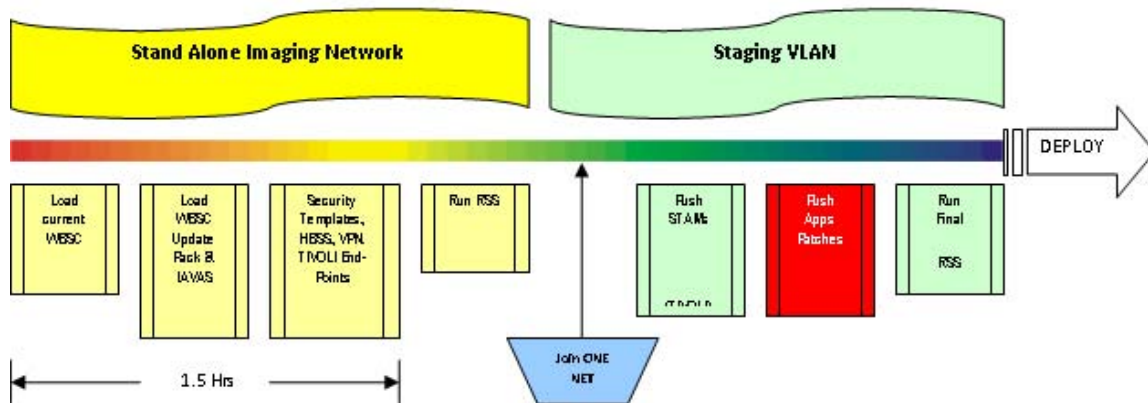 Stand Alone Imaging Network
Staging VLAN
DEPLOY
Load
current
WBSC
Load
WBSC
Update
Pack &
IAVAS
Security
Templates,
HBSS, VPN,
TIVOLI End-
Points
Run RSS
Push
STAMs
Push
Apps
Patches
Run
Final
RSS
Join ONE
NET
1.5 Hrs